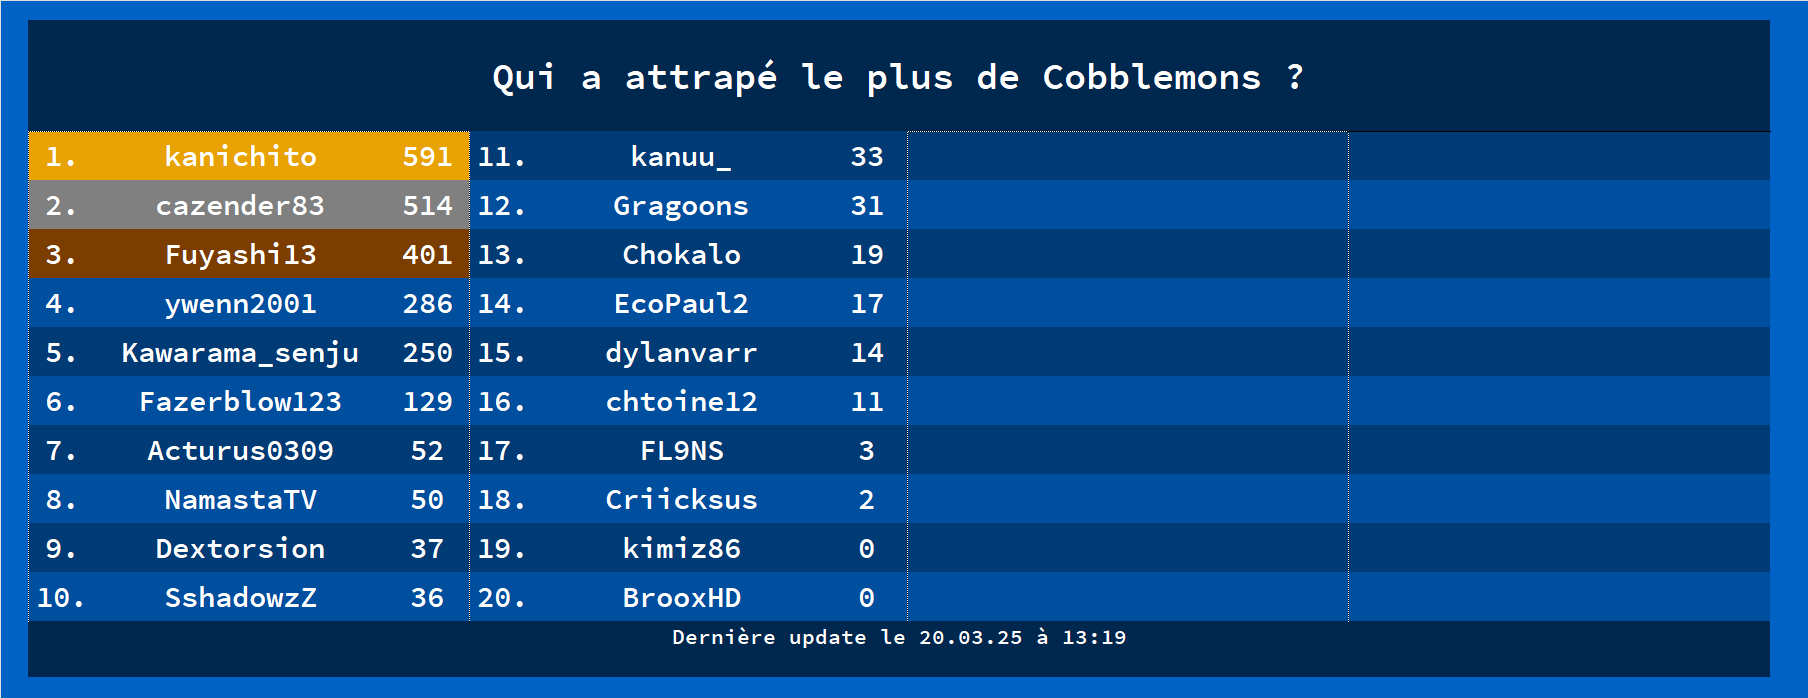 Qui a attrapé le plus de Cobblemons ?
1. kanichito 591 11. kanuu_ 33
2. cazender83 514 12. Gragoons 31
3. Fuyashi13 401 13. Chokalo 19
4. ywenn2001 286 14. EcoPaul2 17
5. Kawarama_senju 250 15. dylanvarr 14
6. Fazerblow123 129 16. chtoine12 11
7. Acturus0309 52 17. FL9NS 3
8. NamastaTV 50 18. Criicksus 2
9. Dextorsion 37 19. kimiz86 0
10. SshadowzZ 36 20. BrooxHD 0
Dernière update le 20.03.25 à 13:19